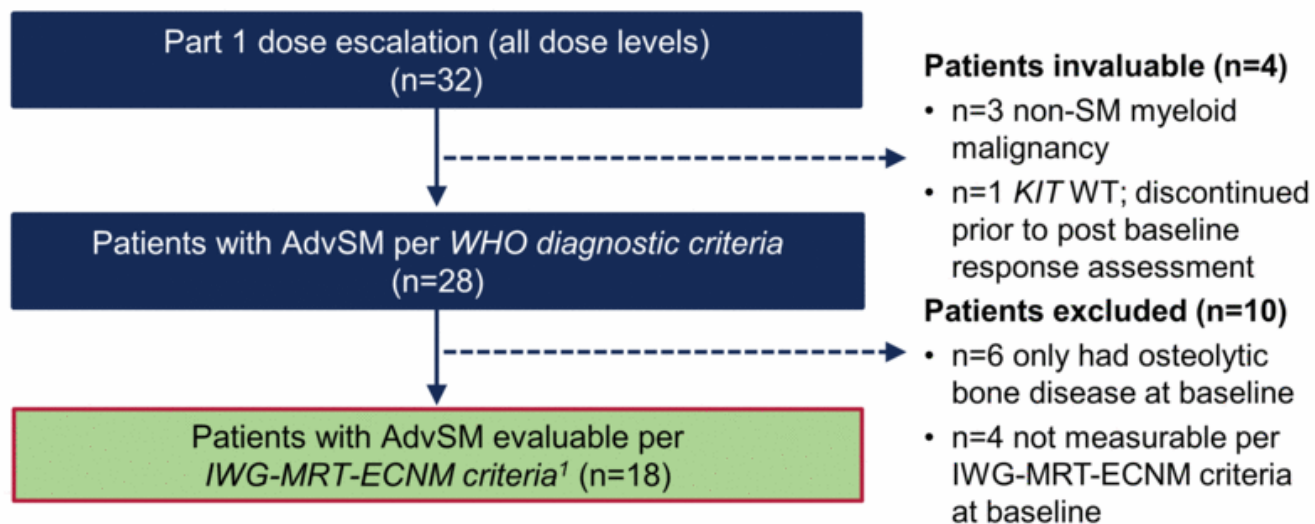 Part 1 dose escalation (all dose levels)
(n=32)
Patients invaluable (n=4)
• n=3 non-SM myeloid
malignancy
• n=1 KIT WT; discontinued
prior to post baseline
response assessment
Patients with AdvSM per WHO diagnostic criteria
(n=28)
Patients excluded (n=10)
• n=6 only had osteolytic
bone disease at baseline
• n=4 not measurable per
IWG-MRT-ECNM criteria
at baseline
Patients with AdvSM evaluable per
IWG-MRT-ECNM criteria¹ (n=18)